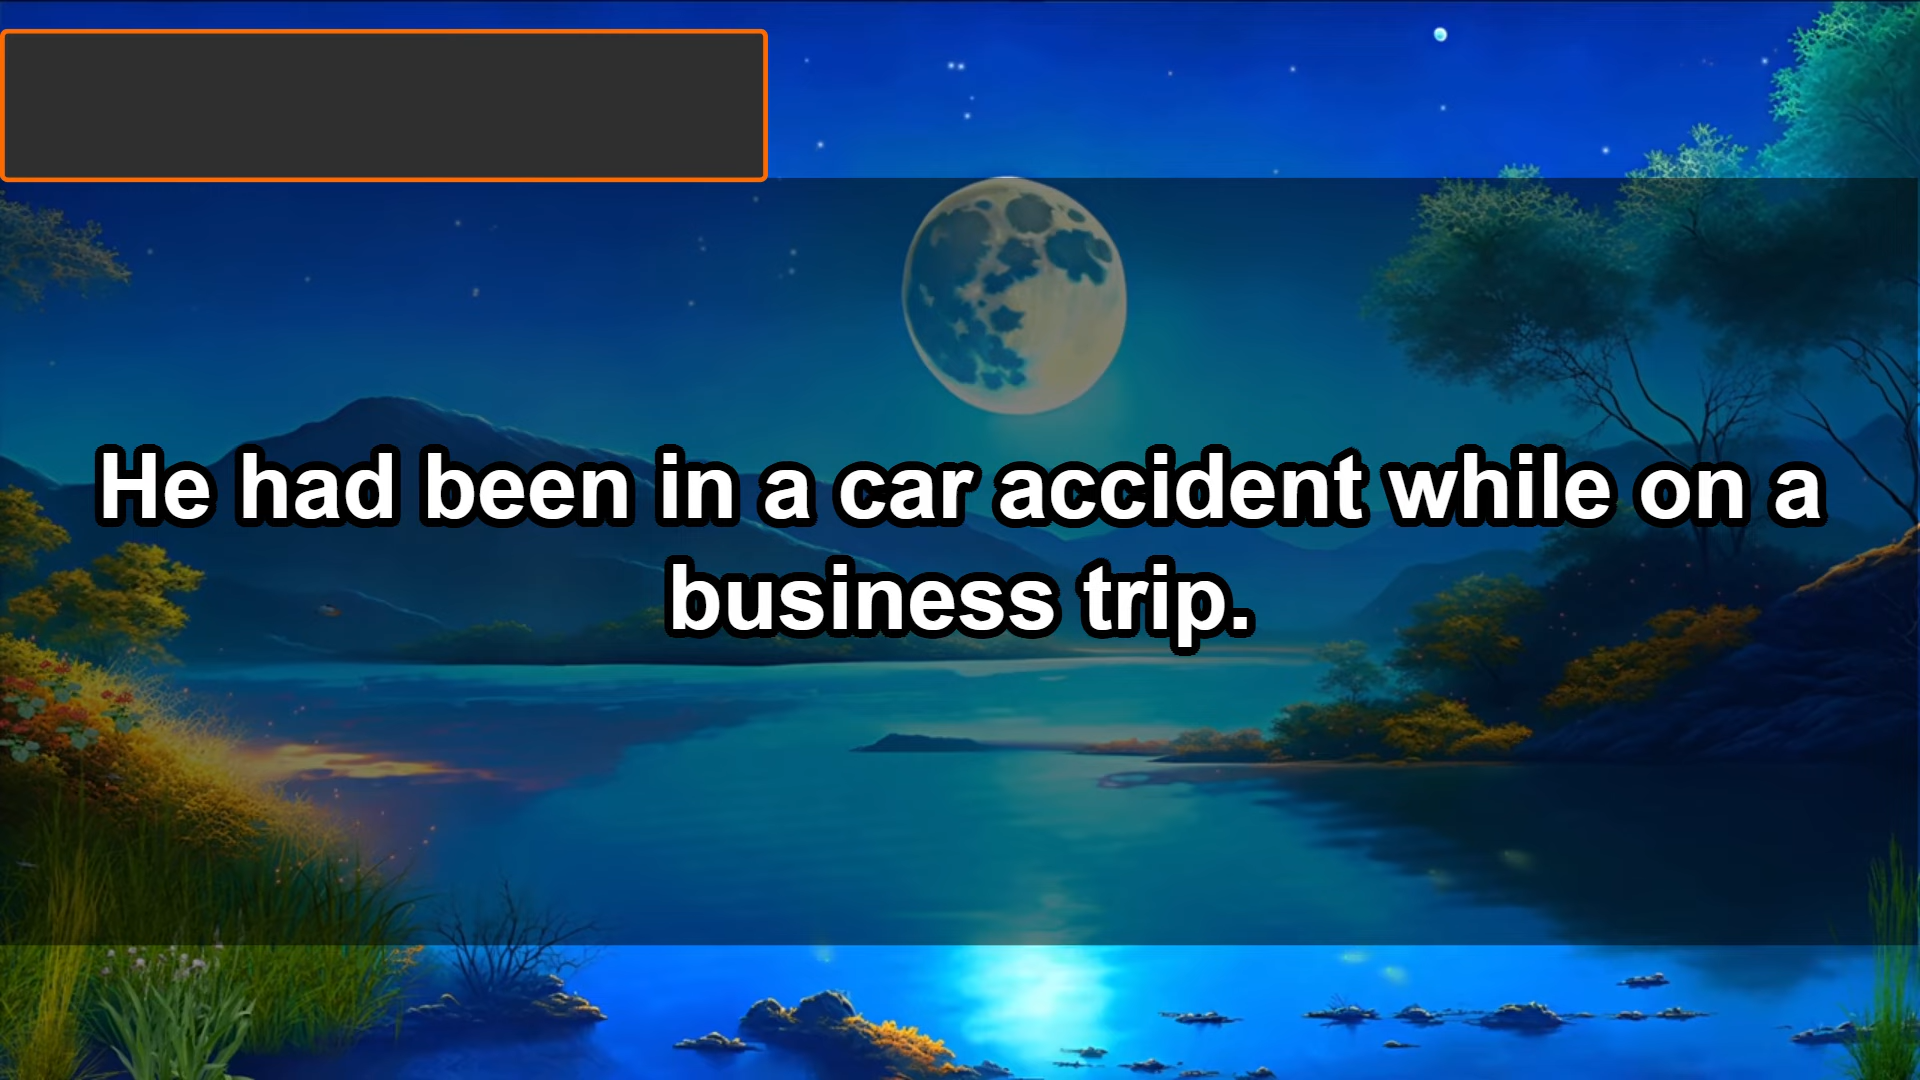 He had been in a car accident while on a
business trip.